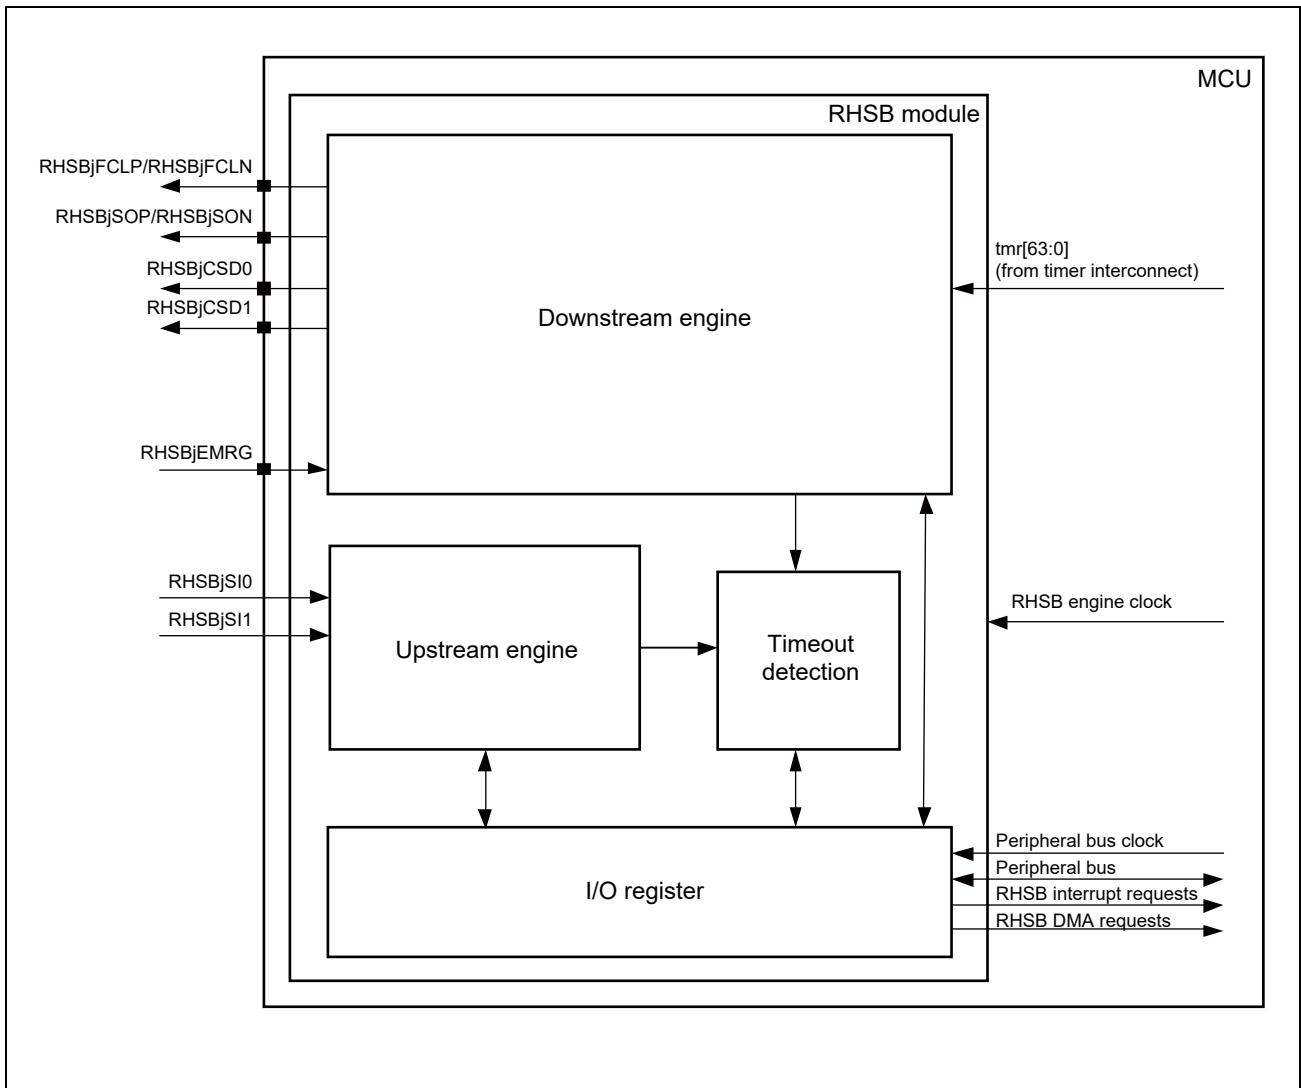 MCU
RHSB module
RHSBjFCLP/RHSBjFCLN
RHSBjSOP/RHSBjSON
RHSBjCSD0
RHSBjCSD1
tmr[63:0]
(from timer interconnect)
Downstream engine
RHSBjEMRG
RHSBjSI0
RHSBjSI1
RHSB engine clock
Upstream engine
Timeout
detection
Peripheral bus clock
Peripheral bus
RHSB interrupt requests
RHSB DMA requests
I/O register